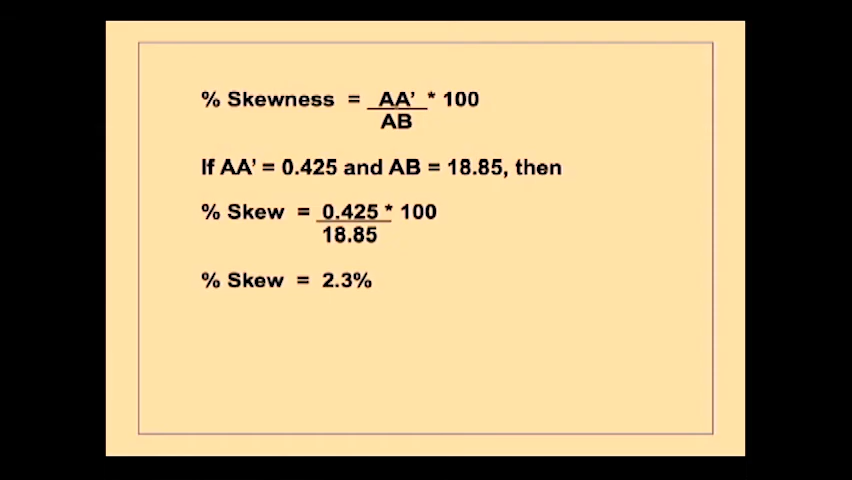 % Skewness = AA' * 100
AB
If AA' = 0.425 and AB = 18.85, then
% Skew = 0.425 * 100
18.85
% Skew = 2.3%